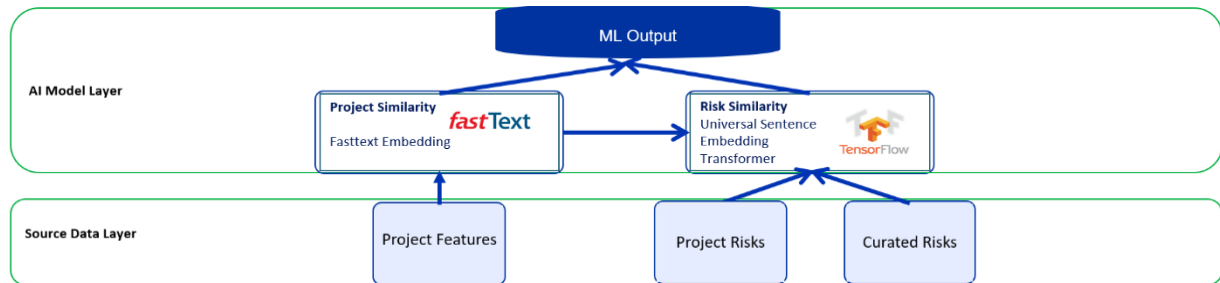 ML Output
AI Model Layer
Project Similarity
fastText
Fasttext Embedding
Risk Similarity
Universal Sentence
Embedding
Transformer
TensorFlow
Source Data Layer
Project Features
Project Risks
Curated Risks